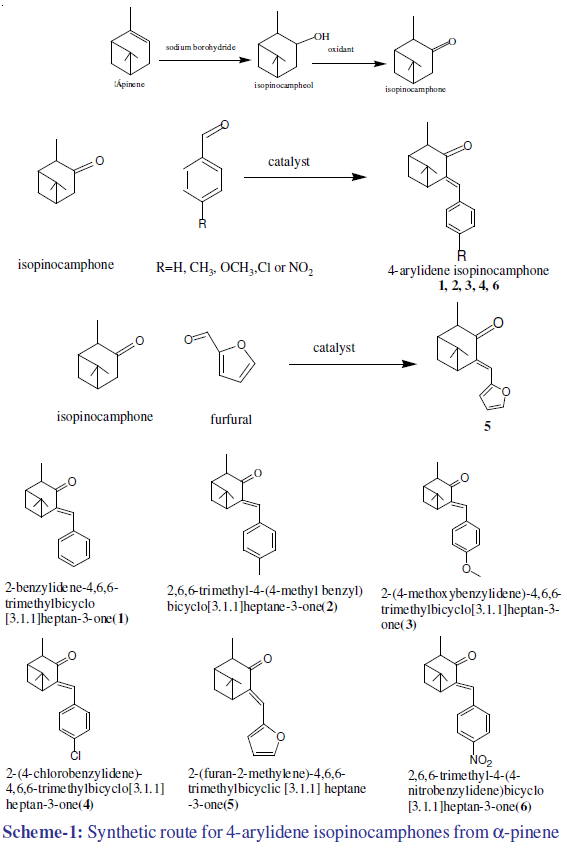 OH
O
sodium borohydride
oxidant
isopinocampheol
isopinocamphone
O
O
O
catalyst
R
R
isopinocamphone
R=H, CH3, OCH3,Cl or NO2
4-arylidene isopinocamphone
1, 2, 3, 4, 6
O
O
O
O
O
catalyst
isopinocamphone
furfural
5
O
O
O
O
2-benzylidene-4,6,6-
trimethylbicyclo
[3.1.1]heptan-3-one(1)
2,6,6-trimethyl-4-(4-methyl benzyl)
bicyclo[3.1.1]heptane-3-one(2)
2-(4-methoxybenzylidene)-4,6,6-
trimethylbicyclo[3.1.1]heptan-3-
one(3)
O
O
O
Cl
O
NO2
2-(4-chlorobenzylidene)-
4,6,6-trimethylbicyclo[3.1.1]
heptan-3-one(4)
2-(furan-2-methylene)-4,6,6-
trimethylbicyclic [3.1.1] heptane
-3-one(5)
2,6,6-trimethyl-4-(4-
nitrobenzylidene)bicyclo
[3.1.1]heptan-3-one(6)
Scheme-1: Synthetic route for 4-arylidene isopinocamphones from α-pinene